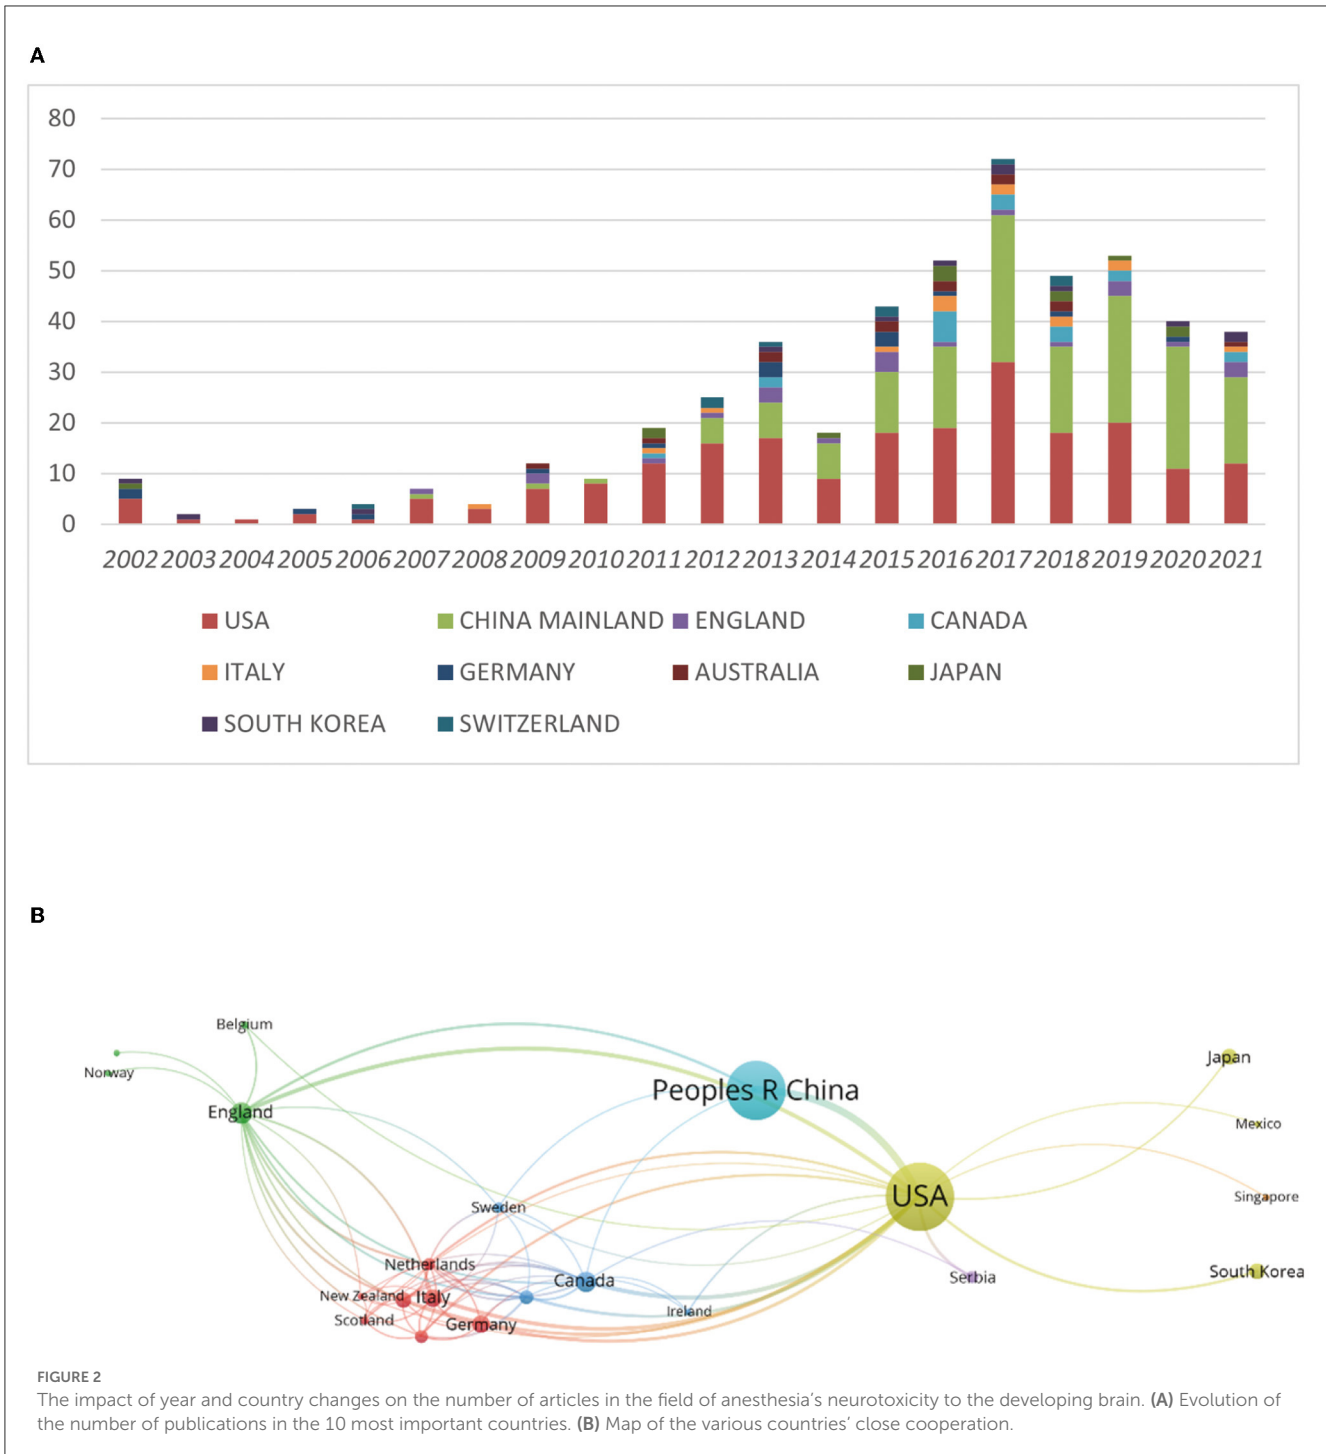 A
80
70
60
50
40
30
20
10
0
2002 2003 2004 2005 2006 2007 2008 2009 2010 2011 2012 2013 2014 2015 2016 2017 2018 2019 2020 2021
USA CHINA MAINLAND ENGLAND CANADA
ITALY GERMANY AUSTRALIA JAPAN
SOUTH KOREA SWITZERLAND
B
Belgium
Norway
England
Peoples R China
Japan
Mexico
USA
Singapore
Sweden
Netherlands
Canada
Serbia
South Korea
New Zealand
Italy
Ireland
Scotland
Germany
FIGURE 2
The impact of year and country changes on the number of articles in the field of anesthesia's neurotoxicity to the developing brain. (A) Evolution of
the number of publications in the 10 most important countries. (B) Map of the various countries' close cooperation.